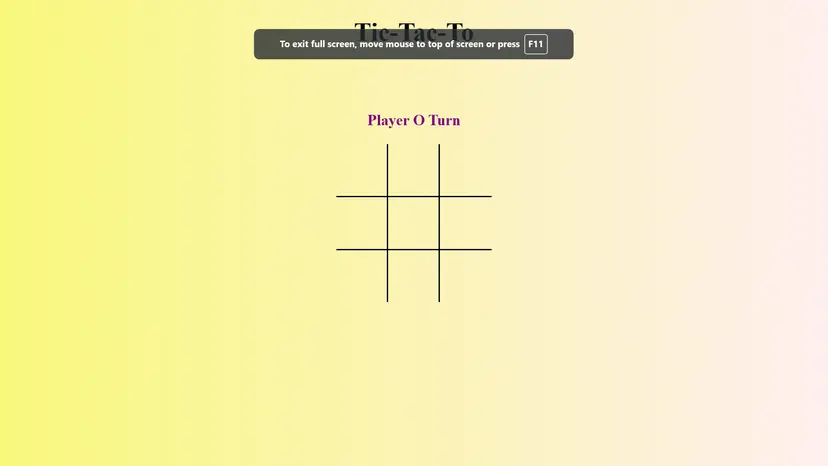 Tic-Tac-To
To exit full screen, move mouse to top of screen or press F11
Player O Turn